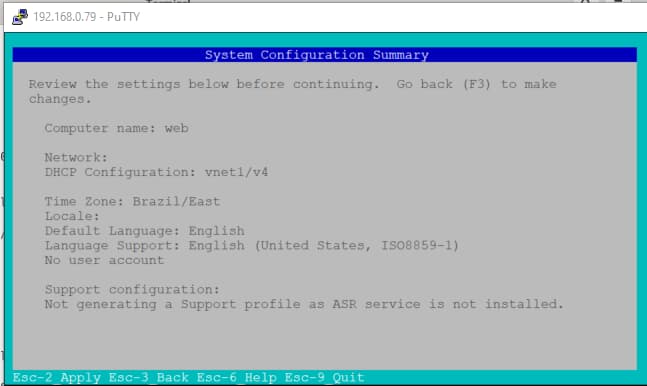 192.168.0.79 - PuTTY
System Configuration Summary
Review the settings below before continuing. Go back (F3) to make
changes.
Computer name: web
Network:
DHCP Configuration: vnet1/v4
Time Zone: Brazil/East
Locale:
Default Language: English
Language Support: English (United States, ISO8859-1)
No user account
Support configuration:
Not generating a Support profile as ASR service is not installed.
Esc-2_Apply Esc-3_Back Esc-6_Help Esc-9_Quit